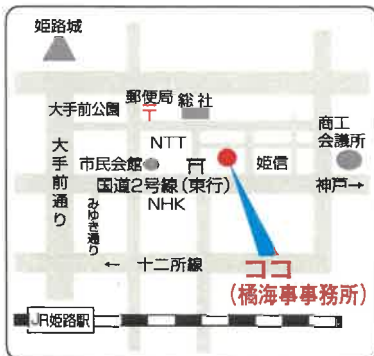 姫路城
郵便局
総社
大手前公園
〒
商工
会議所
NTT
大手前通り
市民会館
姫信
国道2号線(東行)
神戸→
みゆき通り
NHK
← 十二所線
ココ
(橘海事事務所)
JR姫路駅